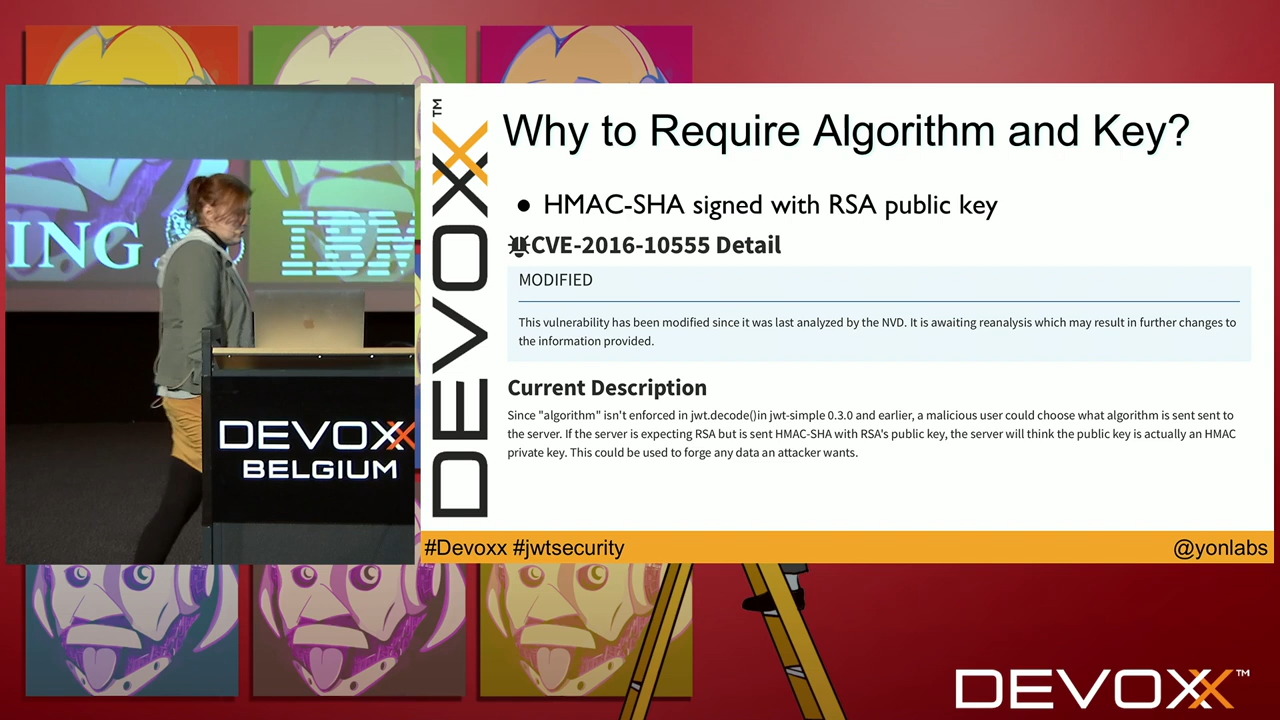 DEVOXX™
Why to Require Algorithm and Key?
● HMAC-SHA signed with RSA public key
CVE-2016-10555 Detail
MODIFIED
This vulnerability has been modified since it was last analyzed by the NVD. It is awaiting reanalysis which may result in further changes to
the information provided.
Current Description
Since "algorithm" isn't enforced in jwt.decode()in jwt-simple 0.3.0 and earlier, a malicious user could choose what algorithm is sent sent to
the server. If the server is expecting RSA but is sent HMAC-SHA with RSA's public key, the server will think the public key is actually an HMAC
private key. This could be used to forge any data an attacker wants.
#Devoxx #jwtsecurity
@yonlabs
ING
IBM
DEVOXX
BELGIUM
DEVOXX™